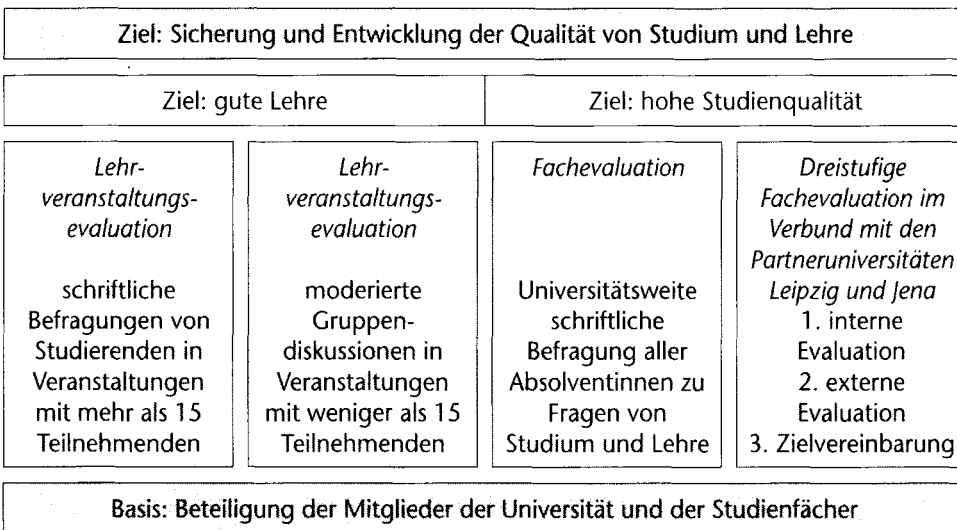 Ziel: Sicherung und Entwicklung der Qualität von Studium und Lehre
Ziel: gute Lehre
Ziel: hohe Studienqualität
Lehr-
veranstaltungs-
evaluation
schriftliche
Befragungen von
Studierenden in
Veranstaltungen
mit mehr als 15
Teilnehmenden
Lehr-
veranstaltungs-
evaluation
moderierte
Gruppen-
diskussionen in
Veranstaltungen
mit weniger als 15
Teilnehmenden
Fachevaluation
Universitätsweite
schriftliche
Befragung aller
Absolventinnen zu
Fragen von
Studium und Lehre
Dreistufige
Fachevaluation im
Verbund mit den
Partneruniversitäten
Leipzig und Jena
1. interne
Evaluation
2. externe
Evaluation
3. Zielvereinbarung
Basis: Beteiligung der Mitglieder der Universität und der Studienfächer